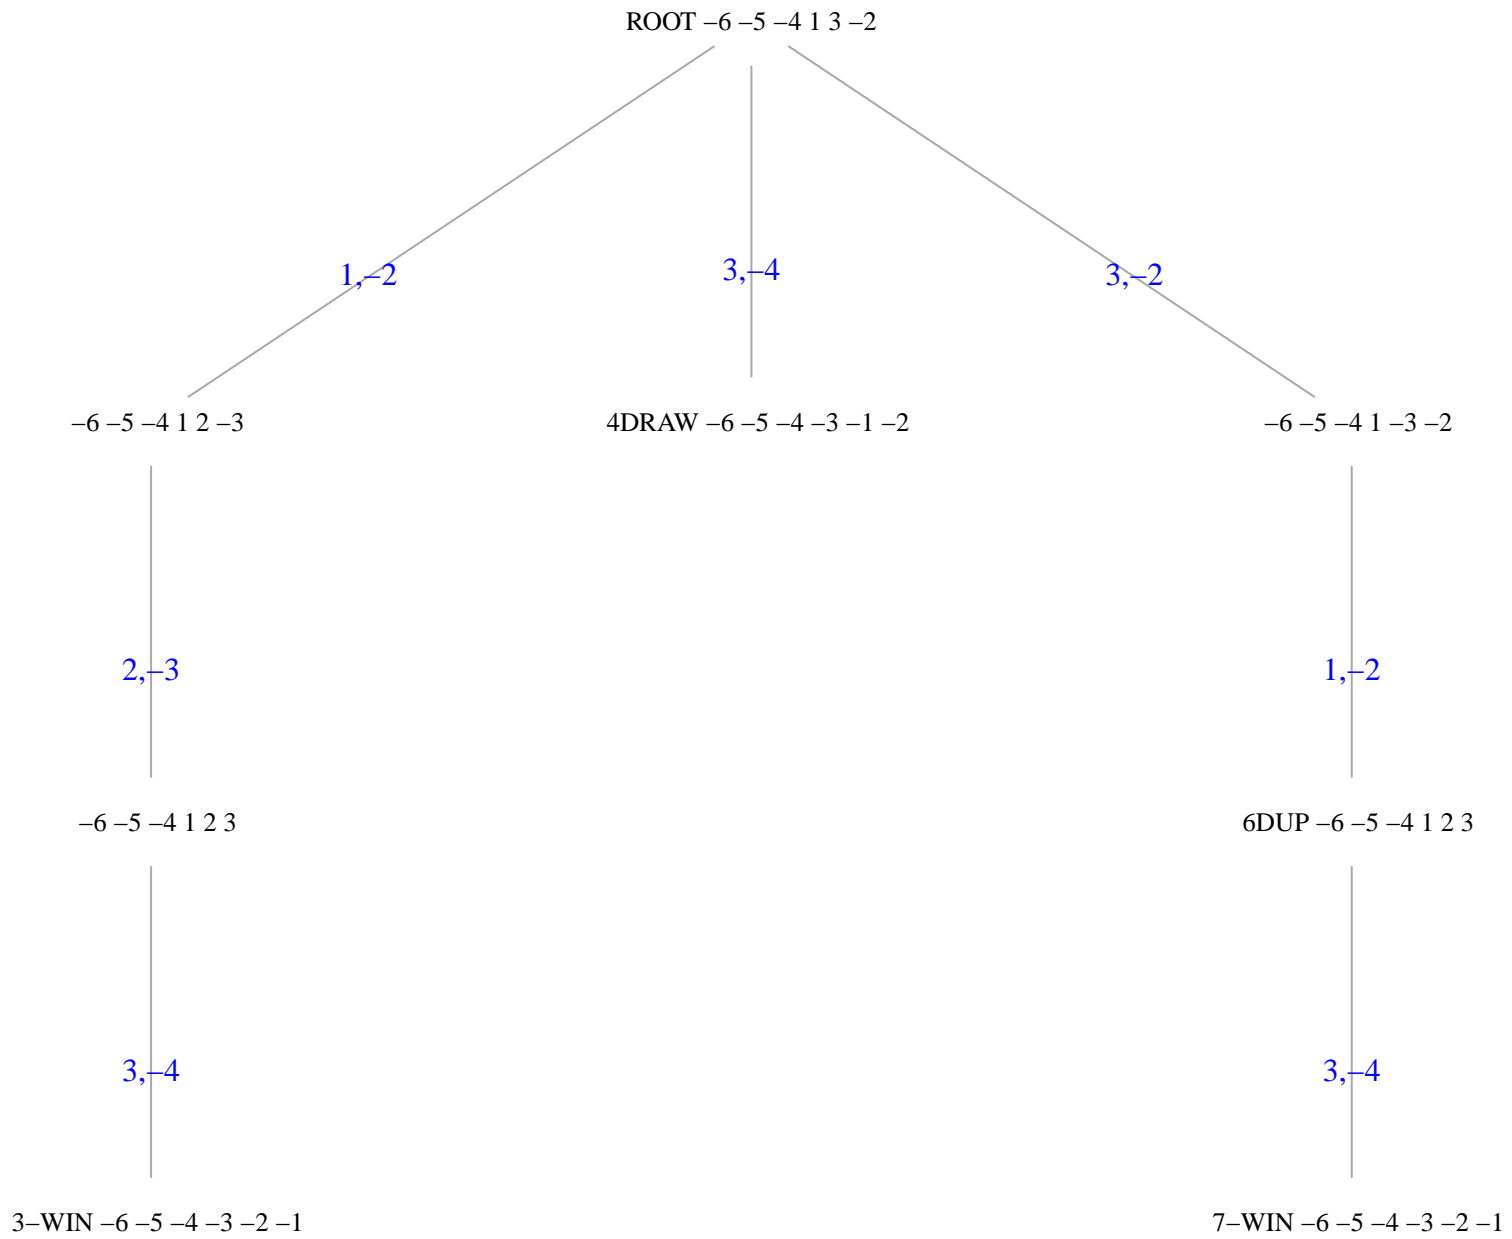 ROOT –6 –5 –4 1 3 –2
1,–2
3,–4
3,–2
–6 –5 –4 1 2 –3
4DRAW –6 –5 –4 –3 –1 –2
–6 –5 –4 1 –3 –2
2,–3
1,–2
–6 –5 –4 1 2 3
6DUP –6 –5 –4 1 2 3
3,–4
3,–4
3–WIN –6 –5 –4 –3 –2 –1
7–WIN –6 –5 –4 –3 –2 –1